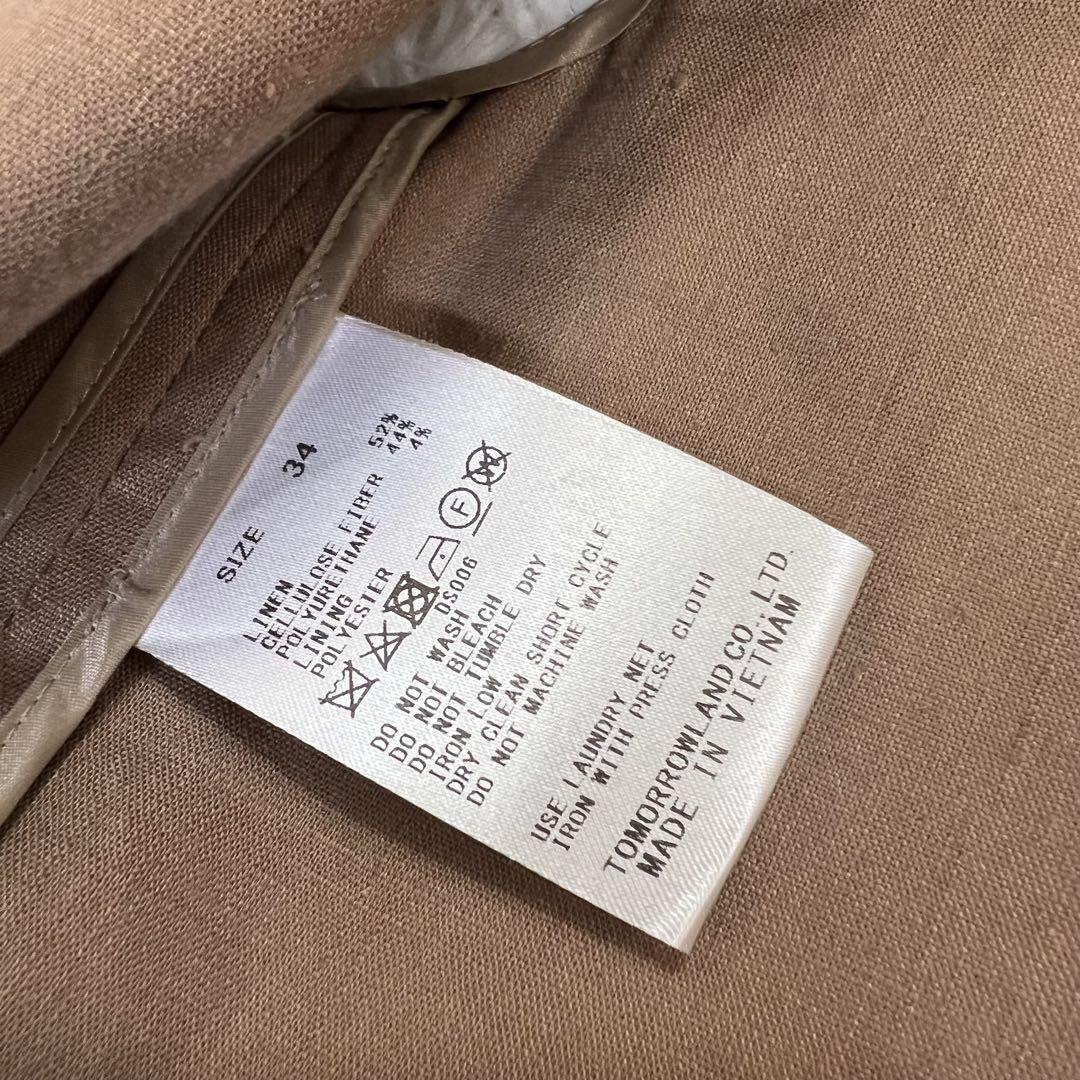 SIZE 34
LINEN 52%
CELLULOSE FIBER 44%
POLYURETHANE 4%
LINING
POLYESTER
W
F
DS006
DO NOT WASH
DO NOT BLEACH
DO NOT TUMBLE DRY
IRON LOW
DRY CLEAN SHORT CYCLE
DO NOT MACHINE WASH
USE LAUNDRY NET
IRON WITH PRESS CLOTH
TOMORROWLAND CO., LTD.
MADE IN VIETNAM